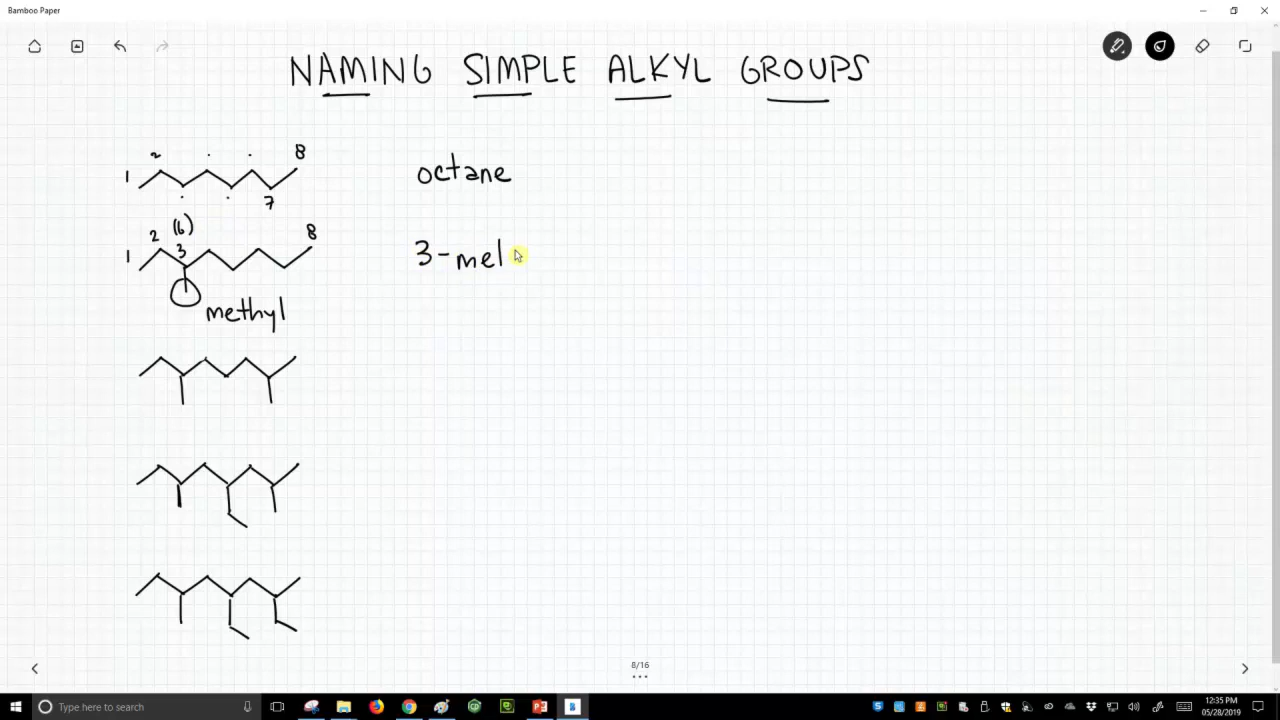 Bamboo Paper
NAMING SIMPLE ALKYL GROUPS
1 2 7 8
octane
1 2 (6) 3 8
3-met
methyl
8/16
Type here to search
12:35 PM
05/28/2019